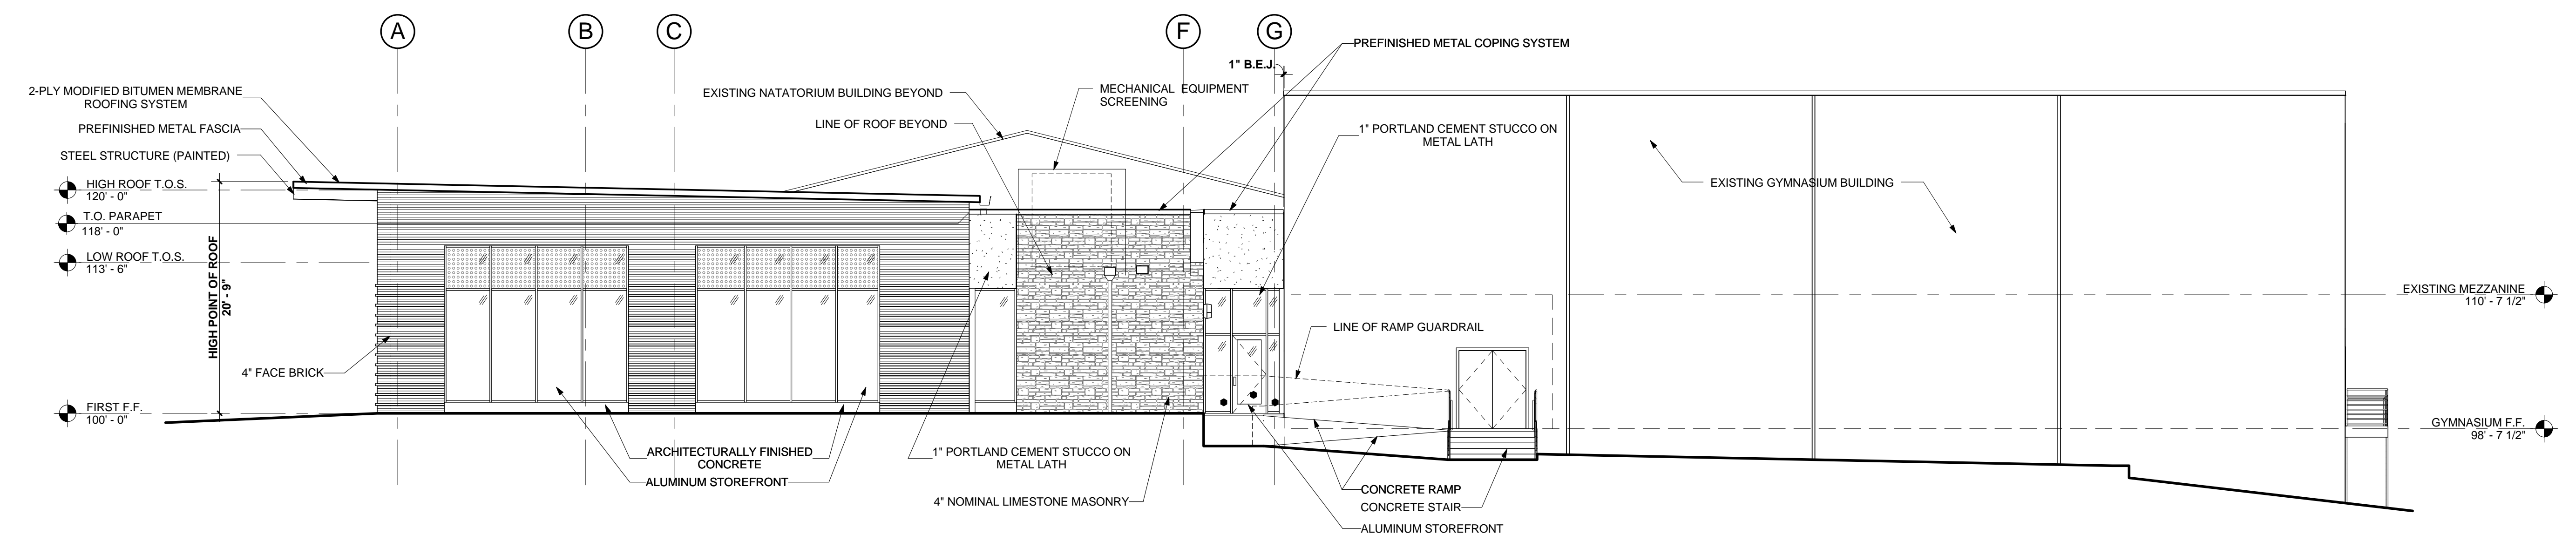 A
B
C
F
G
PREFINISHED METAL COPING SYSTEM
1" B.E.J.
2-PLY MODIFIED BITUMEN MEMBRANE
ROOFING SYSTEM
EXISTING NATATORIUM BUILDING BEYOND
MECHANICAL EQUIPMENT
SCREENING
PREFINISHED METAL FASCIA
LINE OF ROOF BEYOND
1" PORTLAND CEMENT STUCCO ON
METAL LATH
STEEL STRUCTURE (PAINTED)
HIGH ROOF T.O.S.
120' - 0"
EXISTING GYMNASIUM BUILDING
T.O. PARAPET
118' - 0"
LOW ROOF T.O.S.
113' - 6"
HIGH POINT OF ROOF
20' - 9"
EXISTING MEZZANINE
110' - 7 1/2"
LINE OF RAMP GUARDRAIL
4" FACE BRICK
FIRST F.F.
100' - 0"
GYMNASIUM F.F.
98' - 7 1/2"
ARCHITECTURALLY FINISHED
CONCRETE
1" PORTLAND CEMENT STUCCO ON
METAL LATH
ALUMINUM STOREFRONT
4" NOMINAL LIMESTONE MASONRY
CONCRETE RAMP
CONCRETE STAIR
ALUMINUM STOREFRONT